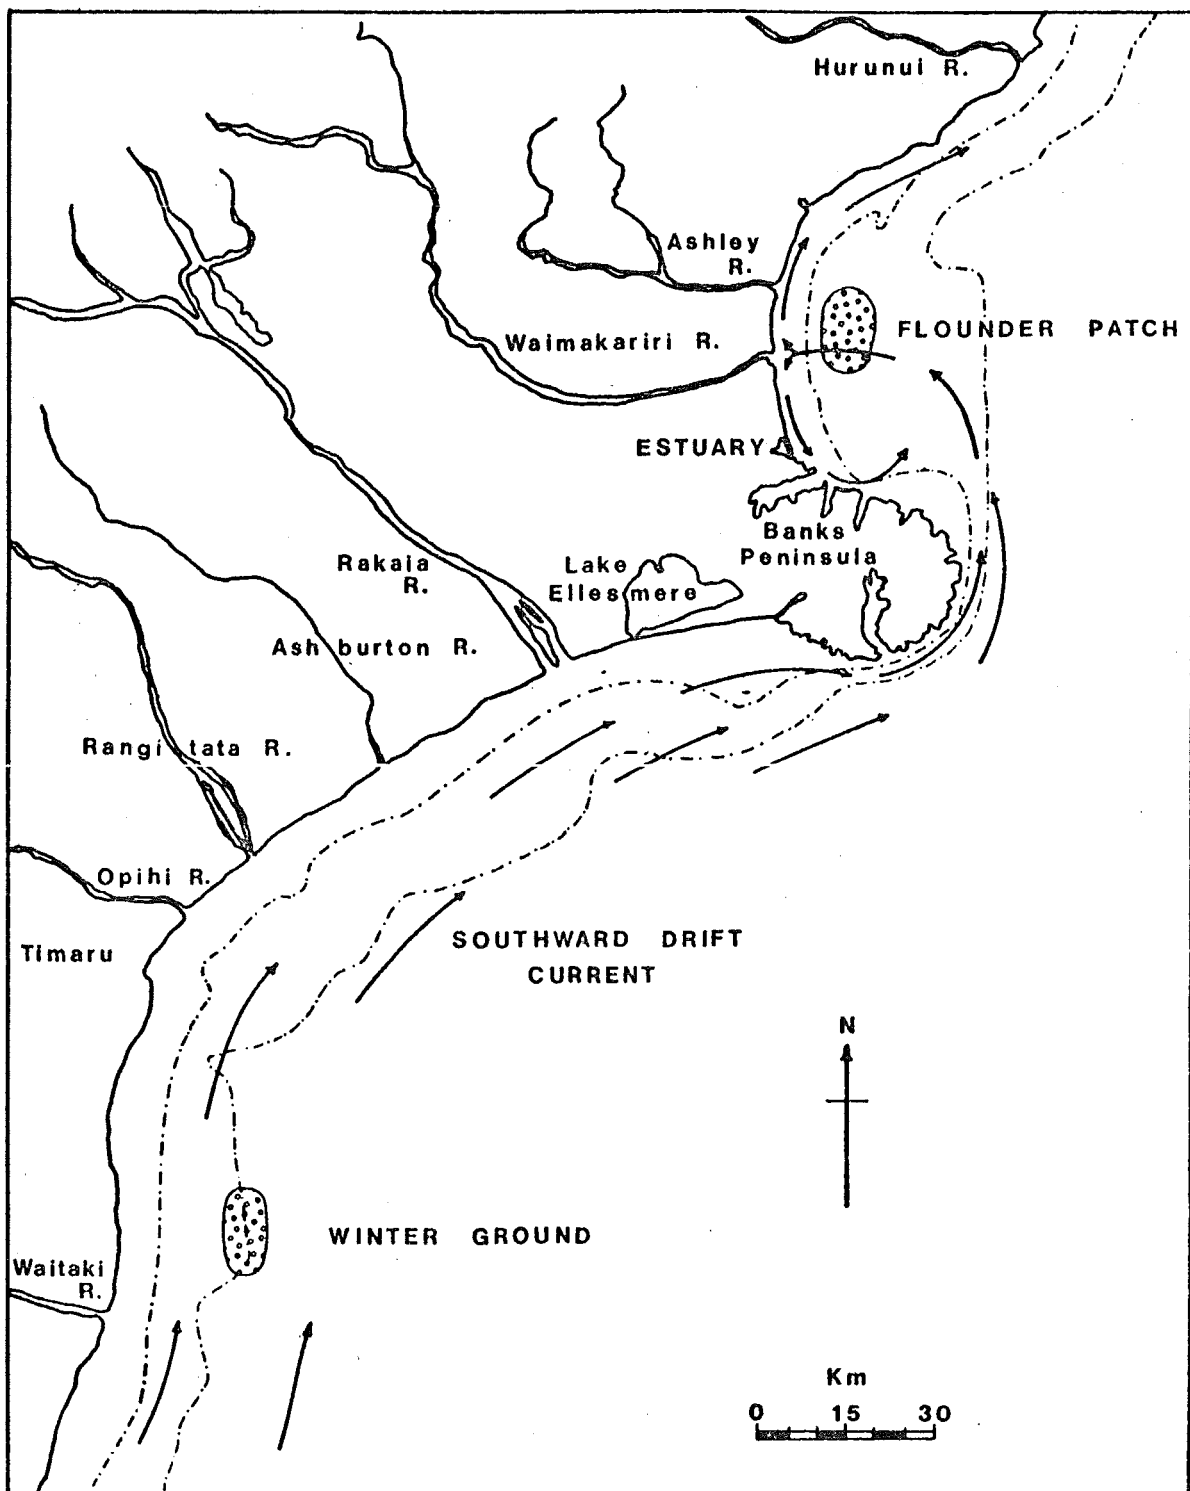 Hurunui R.
Ashley
R.
Waimakariri R.
FLOUNDER PATCH
ESTUARY
Banks
Peninsula
Rakaia
R.
Lake
Ellesmere
Ashburton R.
Rangitata R.
Opihi R.
Timaru
SOUTHWARD DRIFT
CURRENT
N
WINTER GROUND
Waitaki
R.
Km
0 15 30